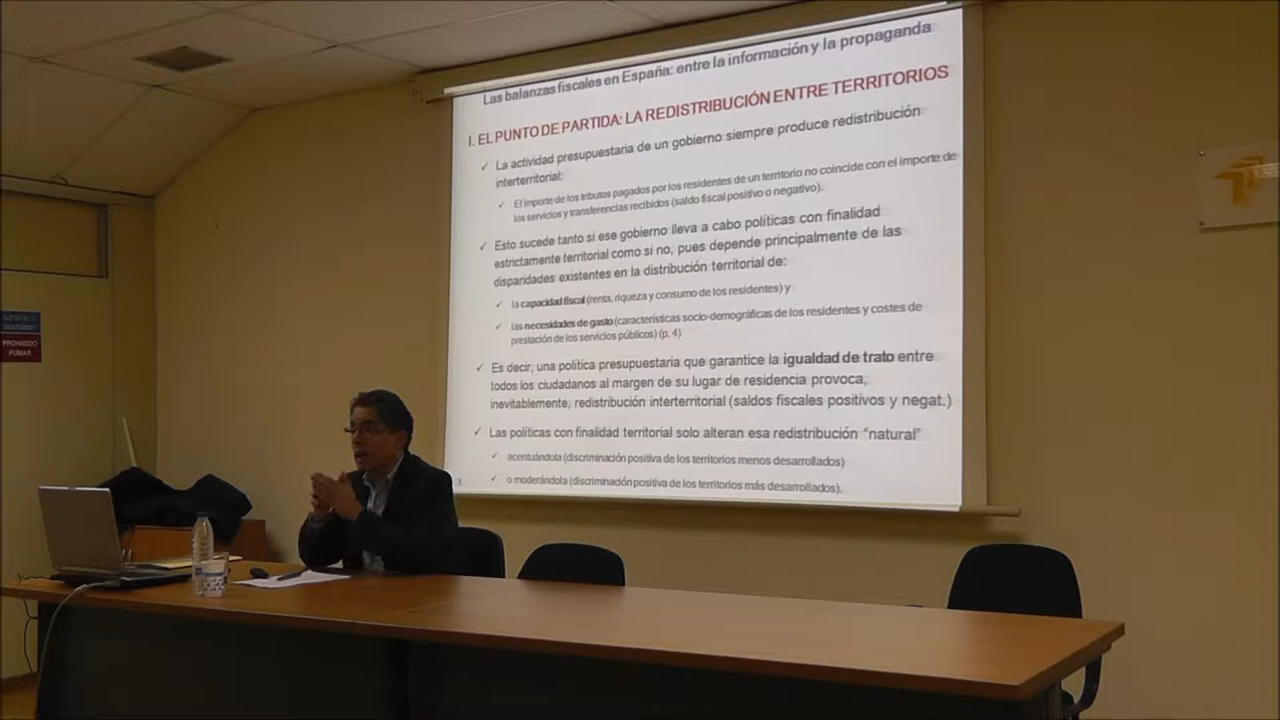 Las balanzas fiscales en España: entre la información y la propaganda
I. EL PUNTO DE PARTIDA: LA REDISTRIBUCIÓN ENTRE TERRITORIOS
✓ La actividad presupuestaria de un gobierno siempre produce redistribución
interterritorial:
✓ El importe de los tributos pagados por los residentes de un territorio no coincide con el importe de
los servicios y transferencias recibidos (saldo fiscal positivo o negativo).
✓ Esto sucede tanto si ese gobierno lleva a cabo políticas con finalidad
estrictamente territorial como si no, pues depende principalmente de las
disparidades existentes en la distribución territorial de:
✓ la capacidad fiscal (renta, riqueza y consumo de los residentes) y
✓ las necesidades de gasto (características socio-demográficas de los residentes y costes de
prestación de los servicios públicos) (p. 4)
✓ Es decir, una política presupuestaria que garantice la igualdad de trato entre
todos los ciudadanos al margen de su lugar de residencia provoca,
inevitablemente, redistribución interterritorial (saldos fiscales positivos y negat.)
✓ Las políticas con finalidad territorial solo alteran esa redistribución "natural"
✓ acentuándola (discriminación positiva de los territorios menos desarrollados)
✓ o moderándola (discriminación positiva de los territorios más desarrollados).
3
PROHIBIDO
FUMAR